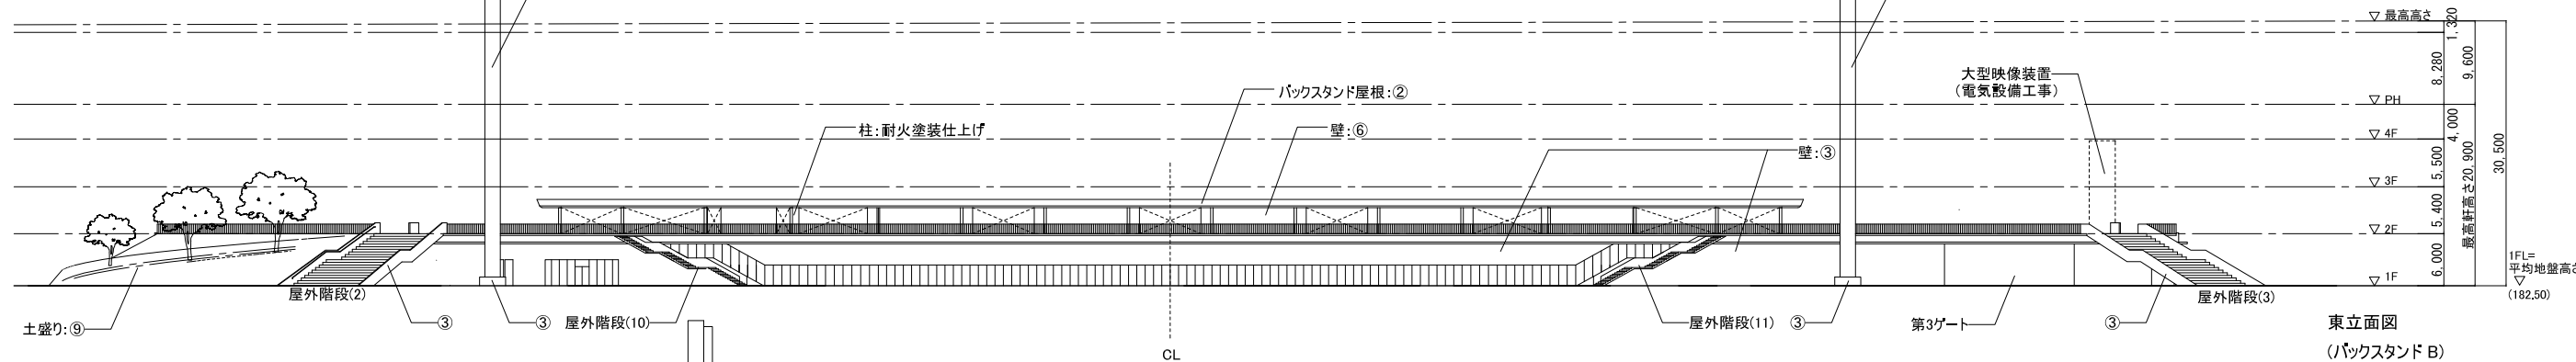 ▽ 最高高さ
1,320
8,280
9,600
大型映像装置
(電気設備工事)
バックスタンド屋根:②
▽ PH
柱:耐火塗装仕上げ
壁:⑥
▽ 4F
4,000
壁:③
5,500
30,500
▽ 3F
5,400
最高軒高さ20,900
▽ 2F
6,000
1FL=
平均地盤高さ
▽
(182.50)
▽ 1F
屋外階段(2)
屋外階段(3)
土盛り:⑨
③
③
屋外階段(10)
屋外階段(11)
③
第3ゲート
③
東立面図
(バックスタンド B)
CL